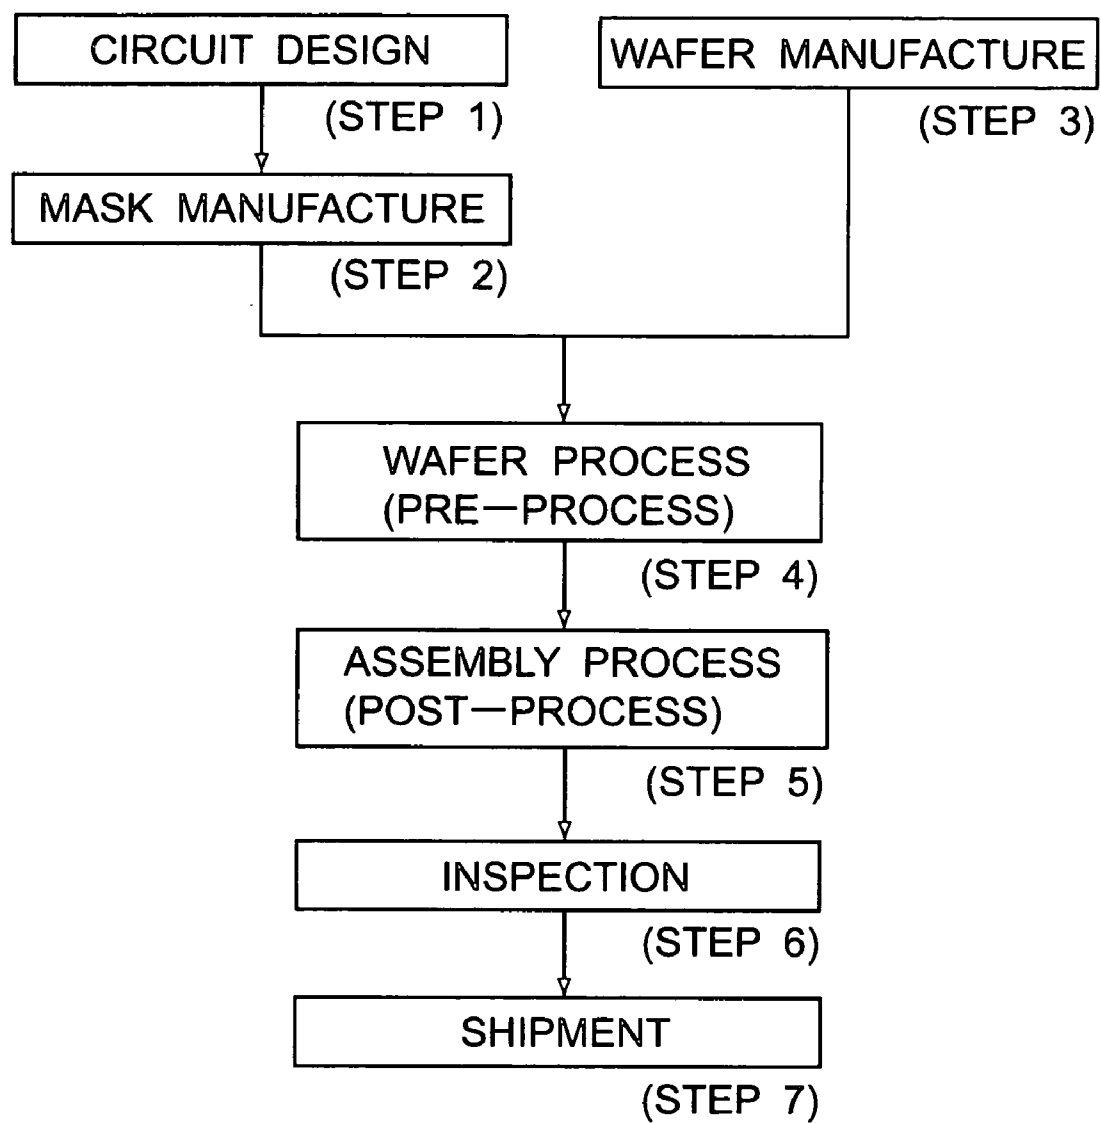 CIRCUIT DESIGN
(STEP 1)
WAFER MANUFACTURE
(STEP 3)
MASK MANUFACTURE
(STEP 2)
WAFER PROCESS
(PRE－PROCESS)
(STEP 4)
ASSEMBLY PROCESS
(POST－PROCESS)
(STEP 5)
INSPECTION
(STEP 6)
SHIPMENT
(STEP 7)